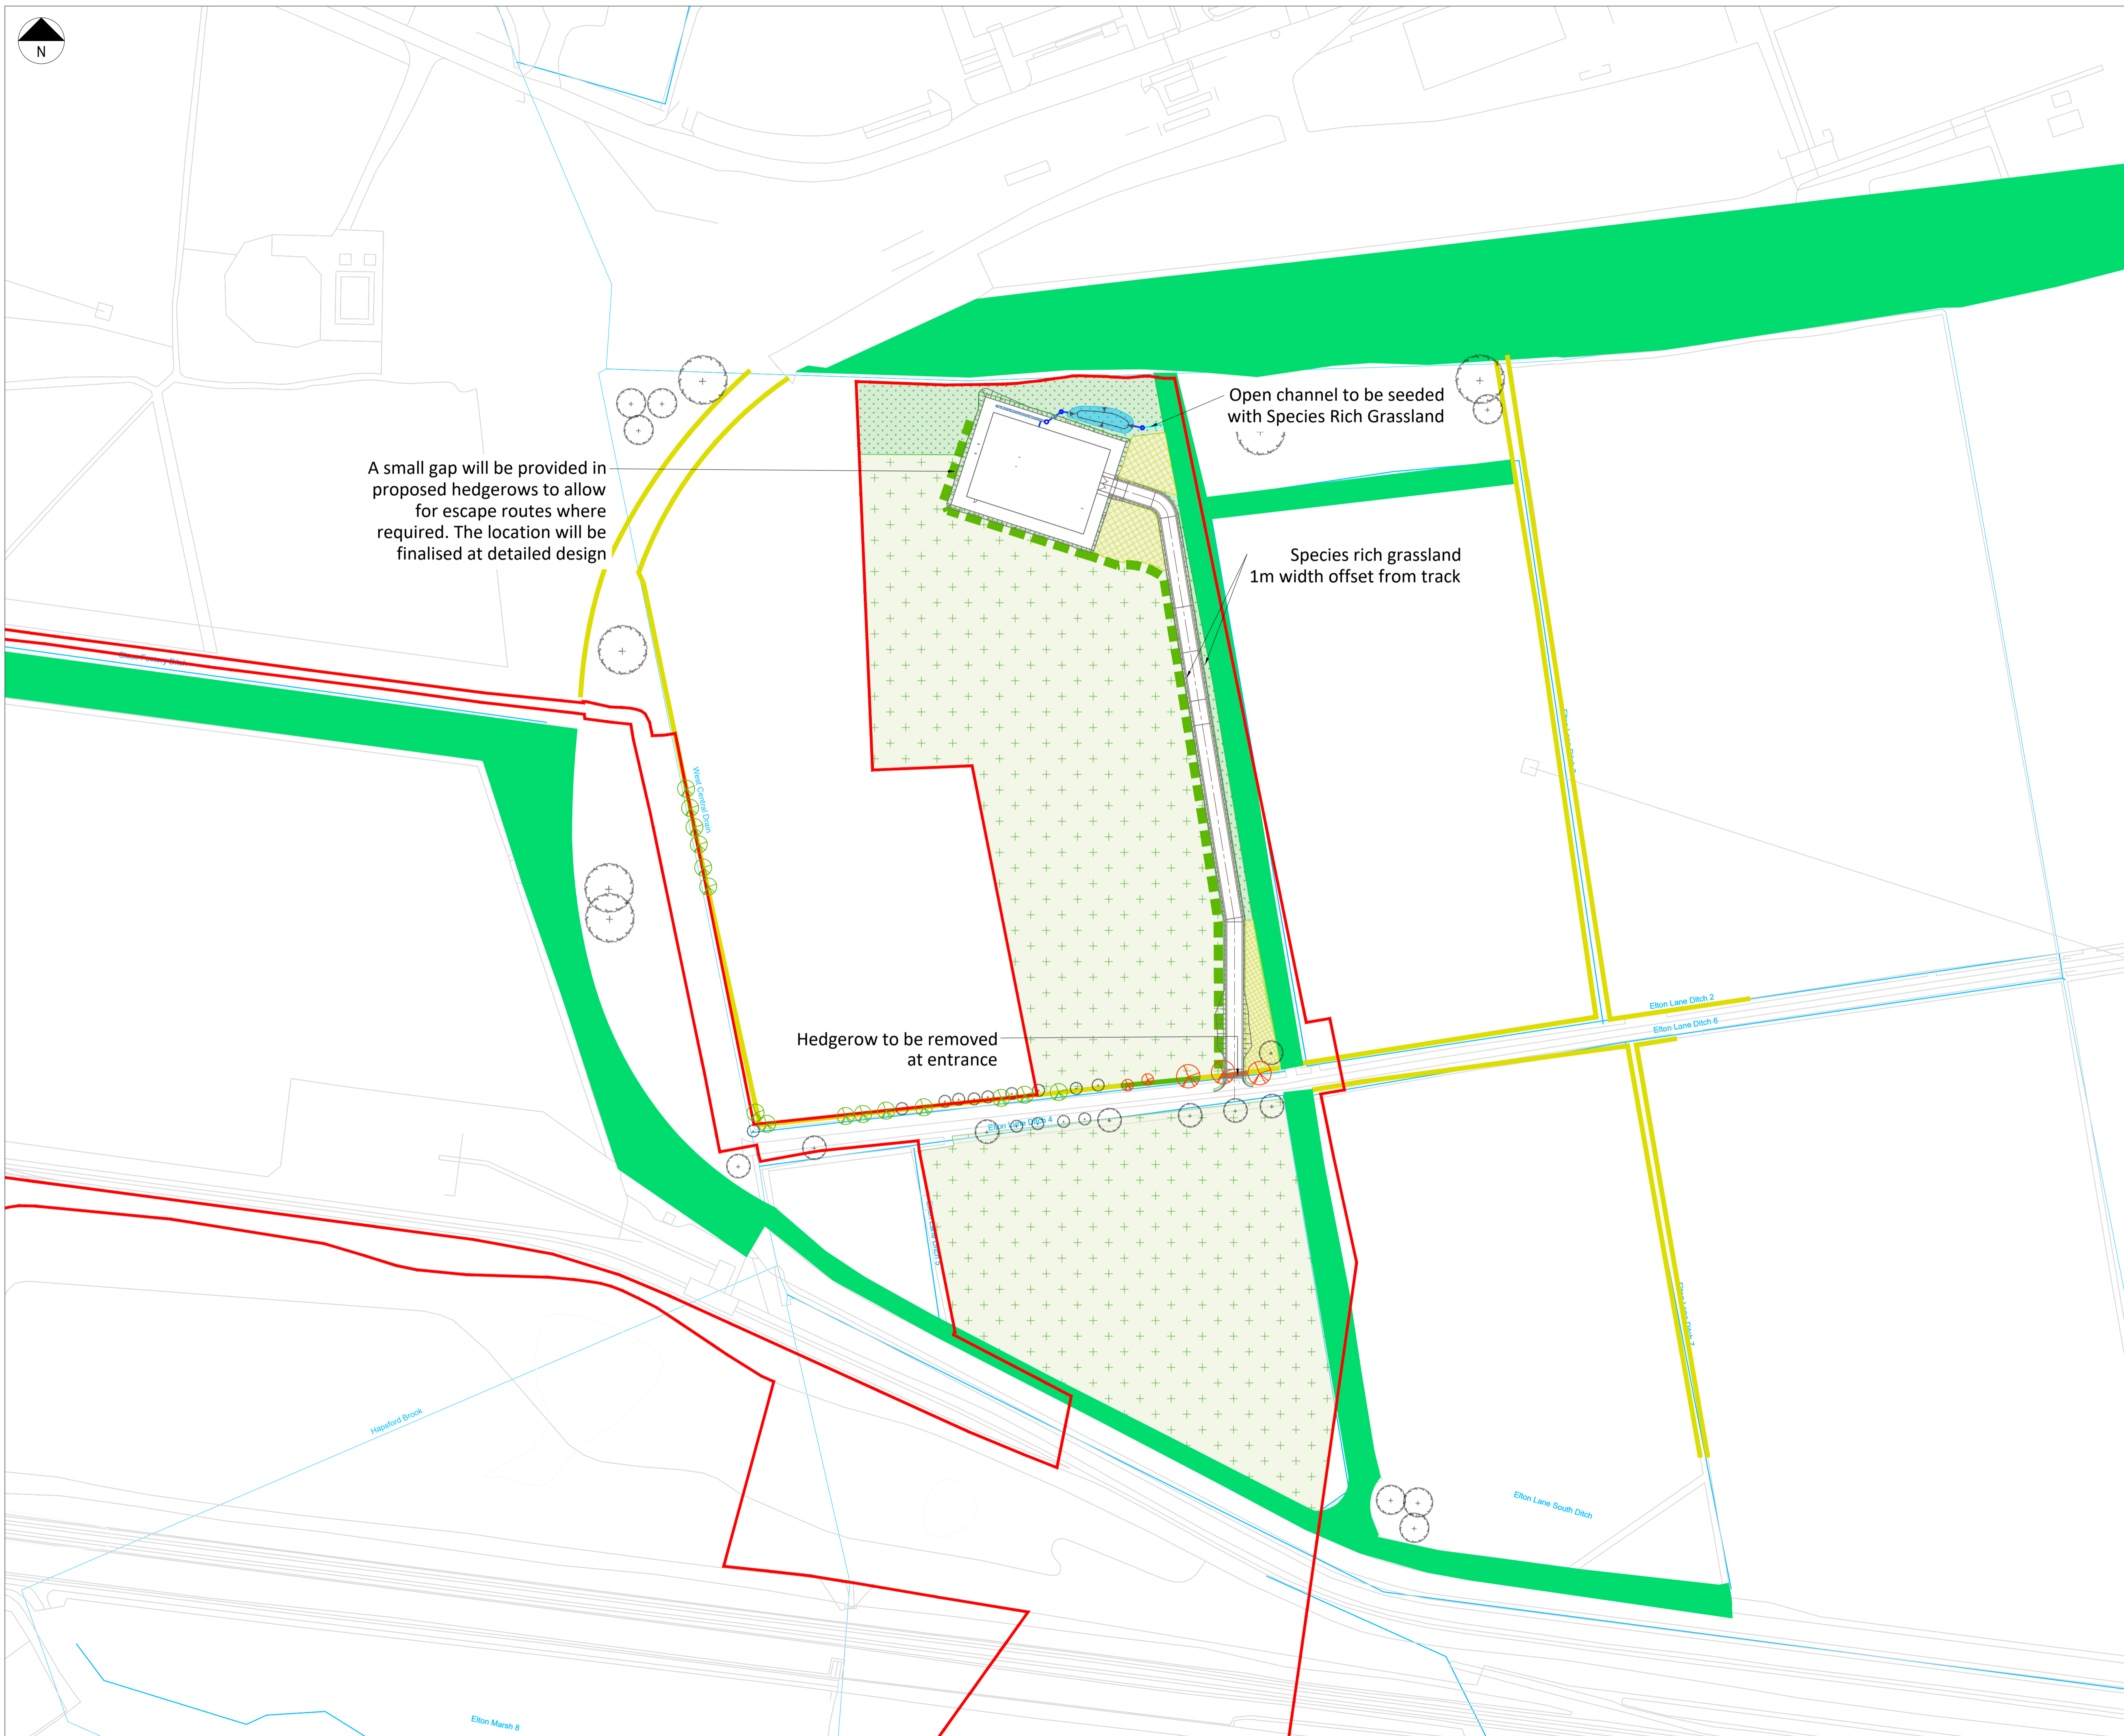 N
Open channel to be seeded
with Species Rich Grassland
A small gap will be provided in
proposed hedgerows to allow
for escape routes where
required. The location will be
finalised at detailed design
Species rich grassland
1m width offset from track
West Central Drain
Elton Lane Ditch 2
Elton Lane Ditch 6
Hedgerow to be removed
at entrance
Elton Lane Ditch 4
Hapsford Brook
Elton Lane South Ditch
Elton Marsh 8